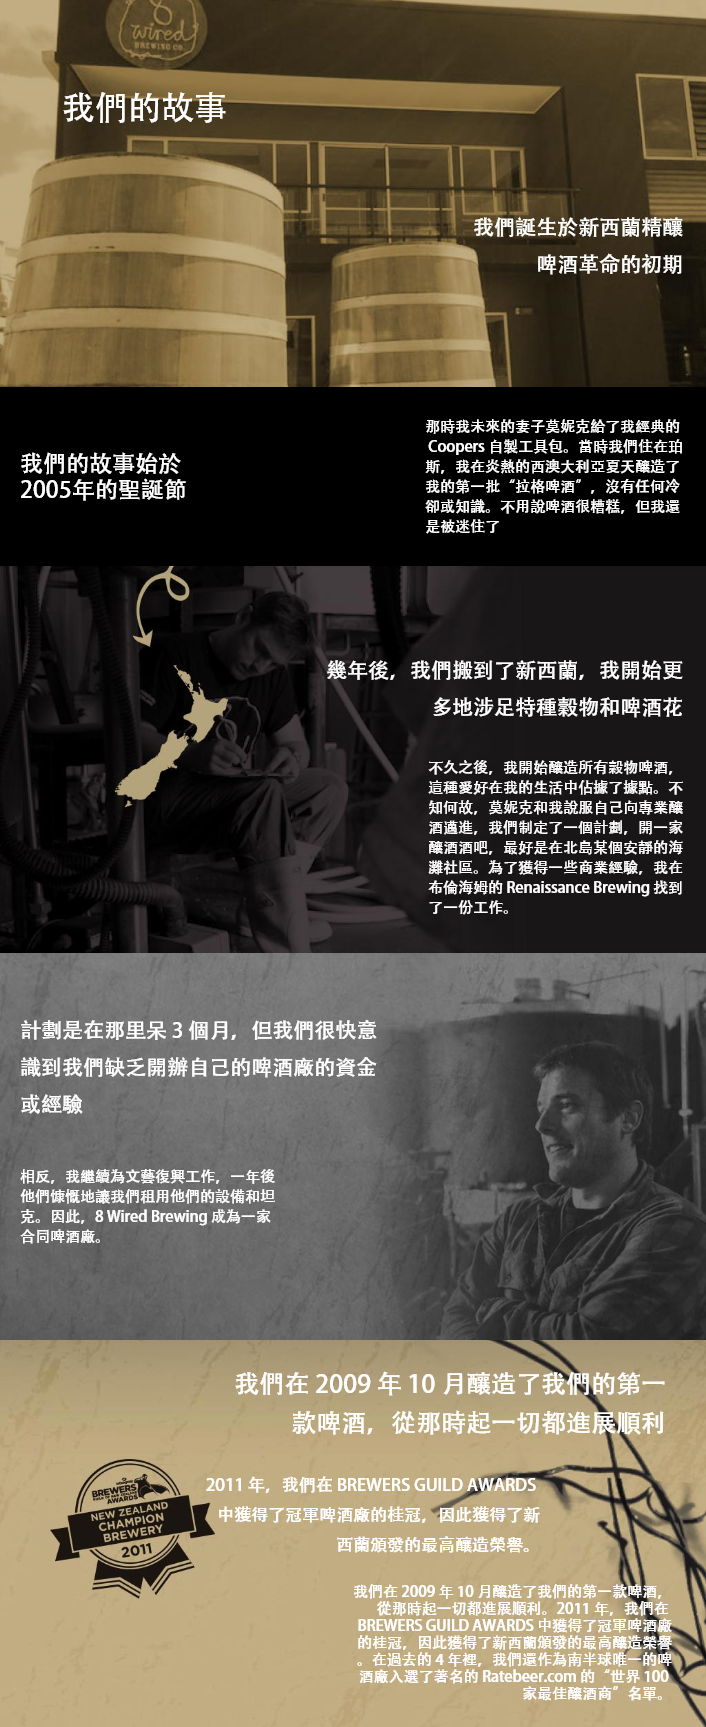 8
wired
BREWING CO.
我們的故事
我們誕生於新西蘭精釀
啤酒革命的初期
我們的故事始於
2005年的聖誕節
那時我未來的妻子莫妮克給了我經典的
Coopers 自製工具包。當時我們住在珀
斯，我在炎熱的西澳大利亞夏天釀造了
我的第一批“拉格啤酒”，沒有任何冷
卻或知識。不用說啤酒很糟糕，但我還
是被迷住了
幾年後，我們搬到了新西蘭，我開始更
多地涉足特種穀物和啤酒花
不久之後，我開始釀造所有穀物啤酒，
這種愛好在我的生活中佔據了據點。不
知何故，莫妮克和我說服自己向專業釀
酒邁進，我們制定了一個計劃，開一家
釀酒酒吧，最好是在北島某個安靜的海
灘社區。為了獲得一些商業經驗，我在
布倫海姆的 Renaissance Brewing 找到
了一份工作。
計劃是在那里呆 3 個月，但我們很快意
識到我們缺乏開辦自己的啤酒廠的資金
或經驗
相反，我繼續為文藝復興工作，一年後
他們慷慨地讓我們租用他們的設備和坦
克。因此，8 Wired Brewing 成為一家
合同啤酒廠。
我們在 2009 年 10 月釀造了我們的第一
款啤酒，從那時起一切都進展順利
BREWERS
AWARDS
NEW ZEALAND
CHAMPION
BREWERY
2011
2011 年，我們在 BREWERS GUILD AWARDS
中獲得了冠軍啤酒廠的桂冠，因此獲得了新
西蘭頒發的最高釀造榮譽。
我們在 2009 年 10 月釀造了我們的第一款啤酒，
從那時起一切都進展順利。2011 年，我們在
BREWERS GUILD AWARDS 中獲得了冠軍啤酒廠
的桂冠，因此獲得了新西蘭頒發的最高釀造榮譽
。在過去的 4 年裡，我們還作為南半球唯一的啤
酒廠入選了著名的 Ratebeer.com 的“世界 100
家最佳釀酒商”名單。